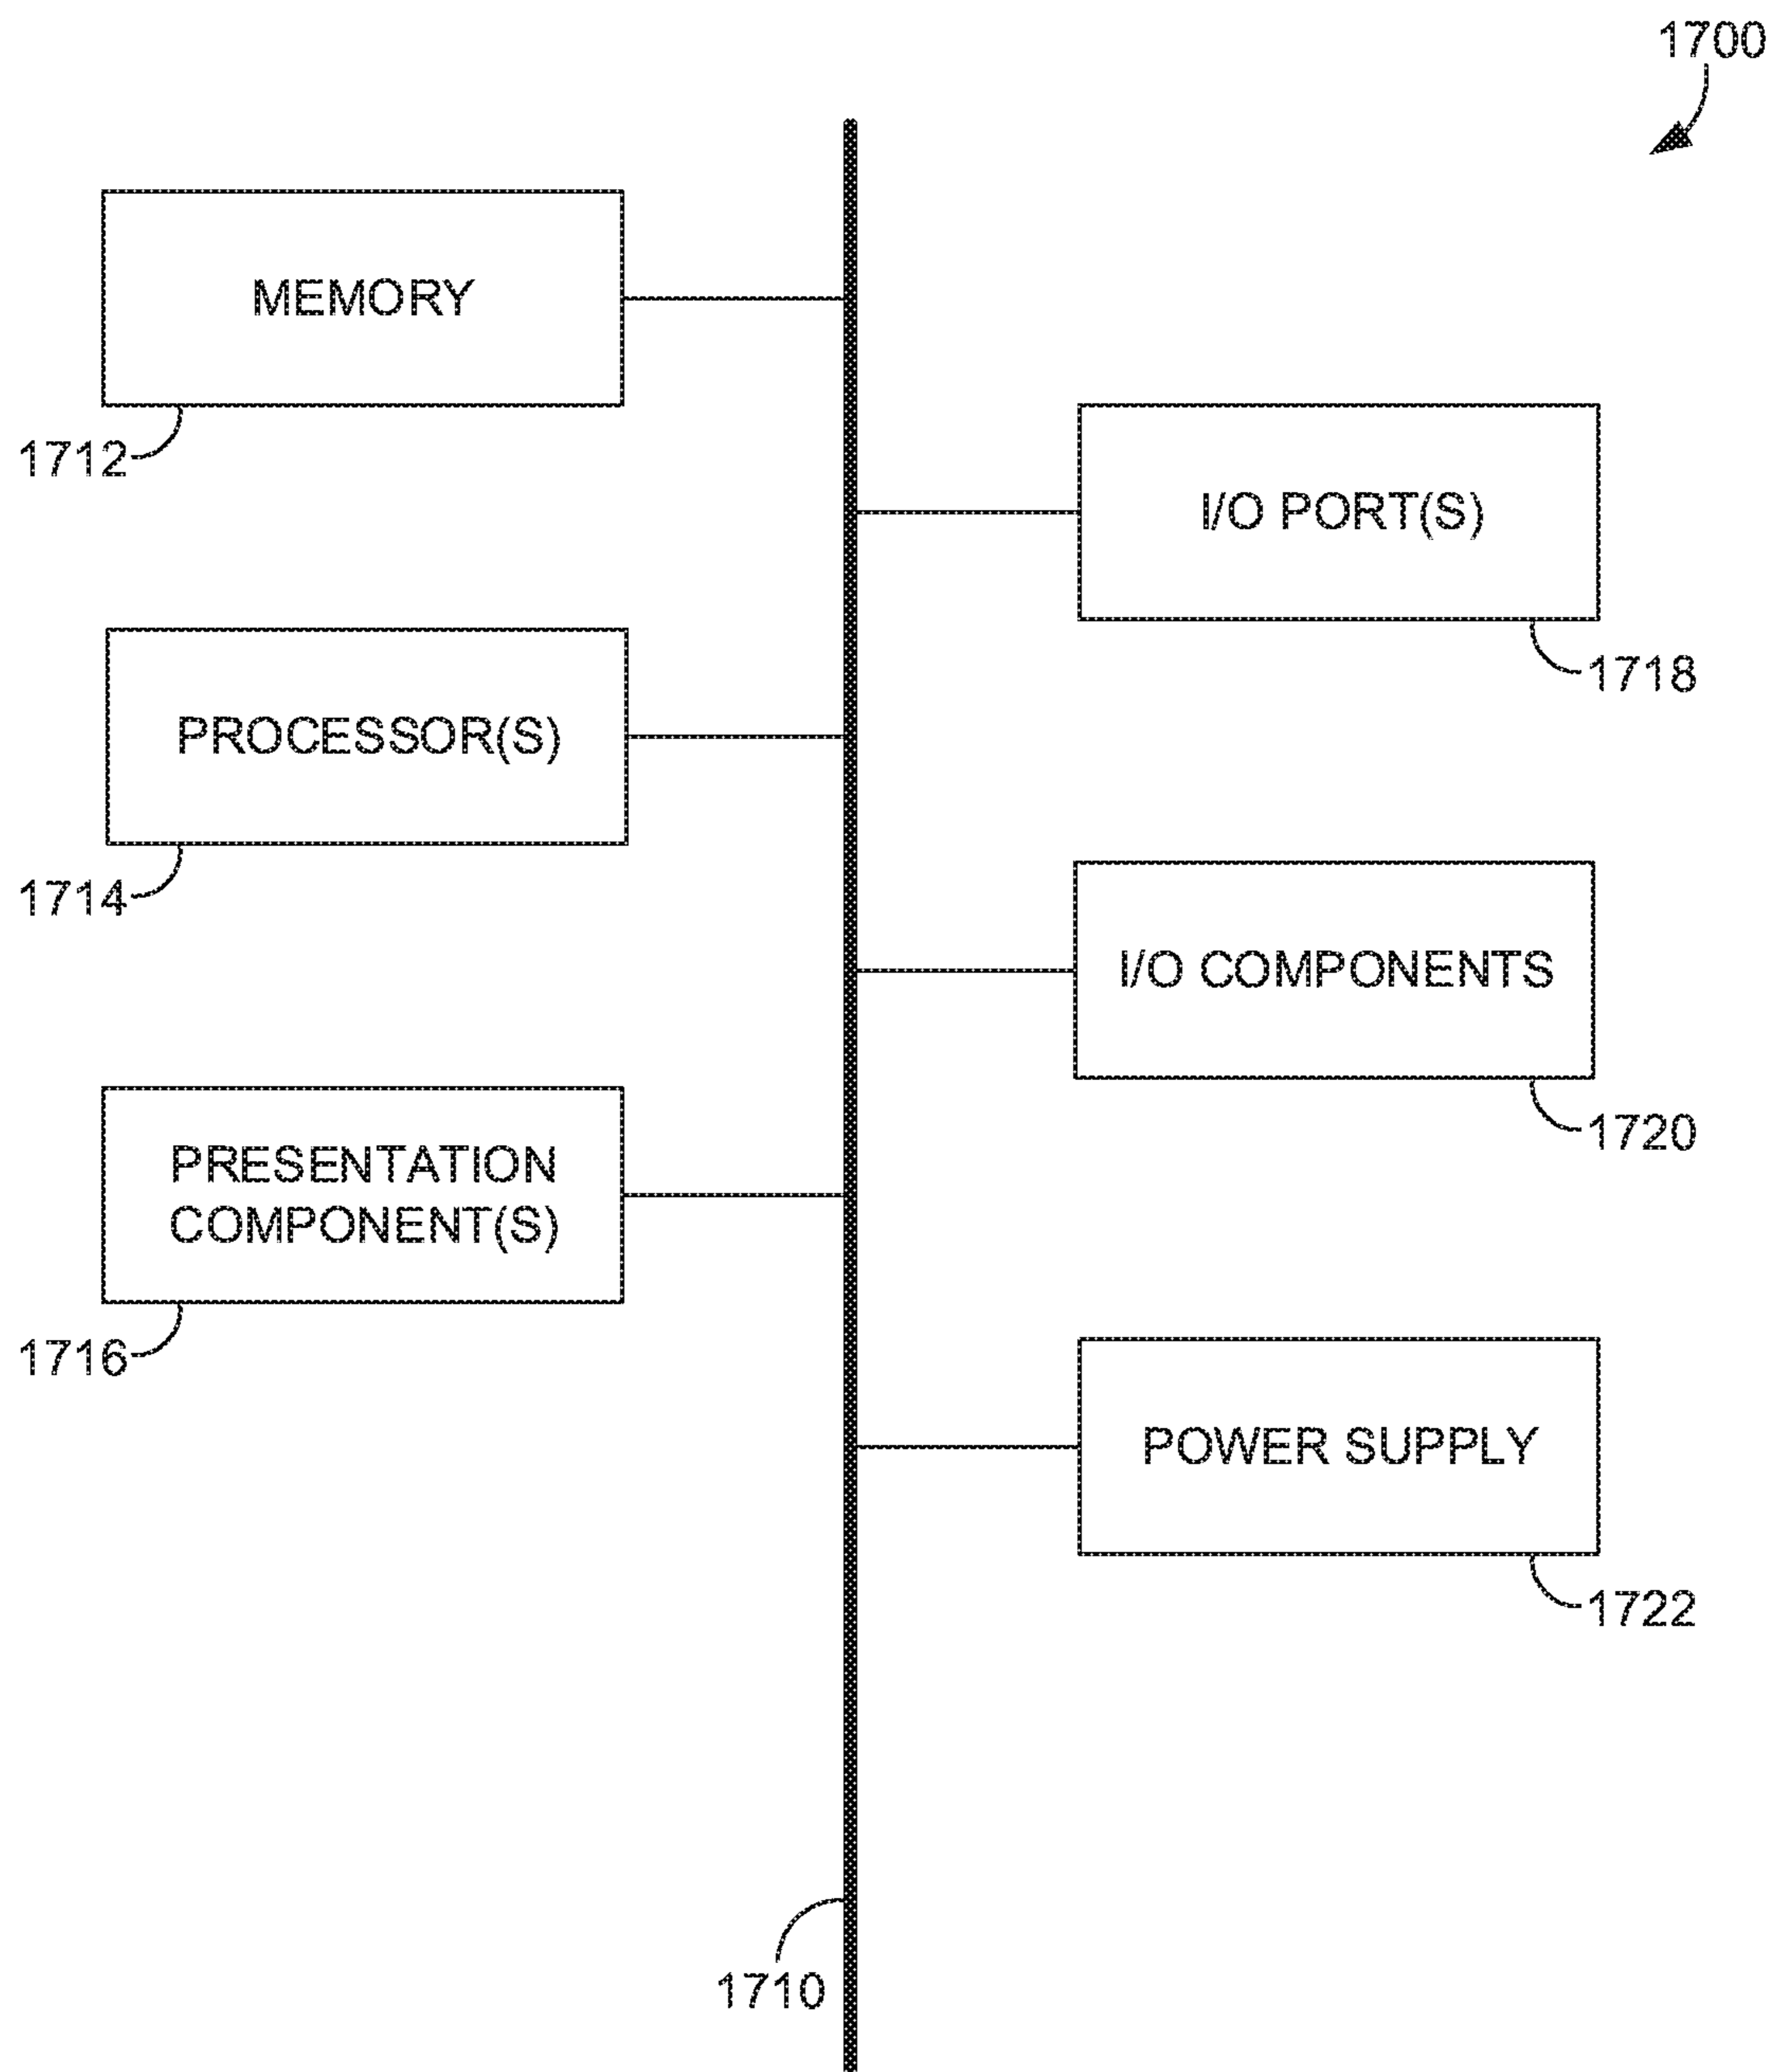 1700
MEMORY
1712
I/O PORT(S)
1718
PROCESSOR(S)
1714
I/O COMPONENTS
1720
PRESENTATION
COMPONENT(S)
1716
POWER SUPPLY
1722
1710